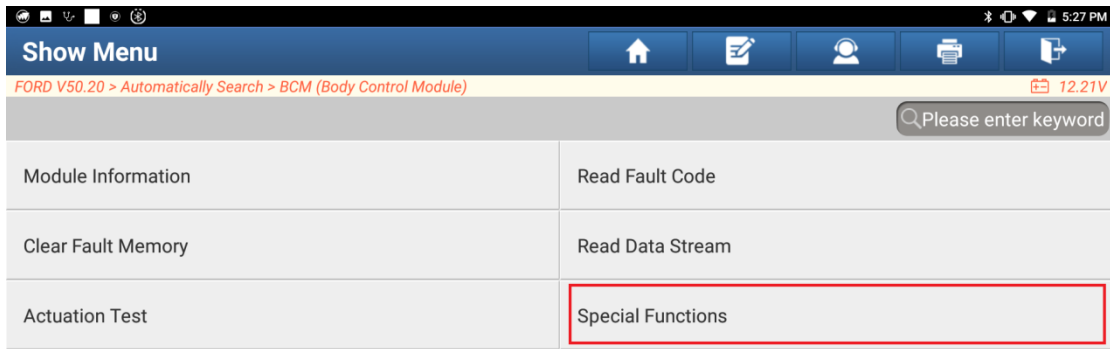 5:27 PM
Show Menu
FORD V50.20 > Automatically Search > BCM (Body Control Module)
12.21V
Please enter keyword
Module Information
Read Fault Code
Clear Fault Memory
Read Data Stream
Actuation Test
Special Functions